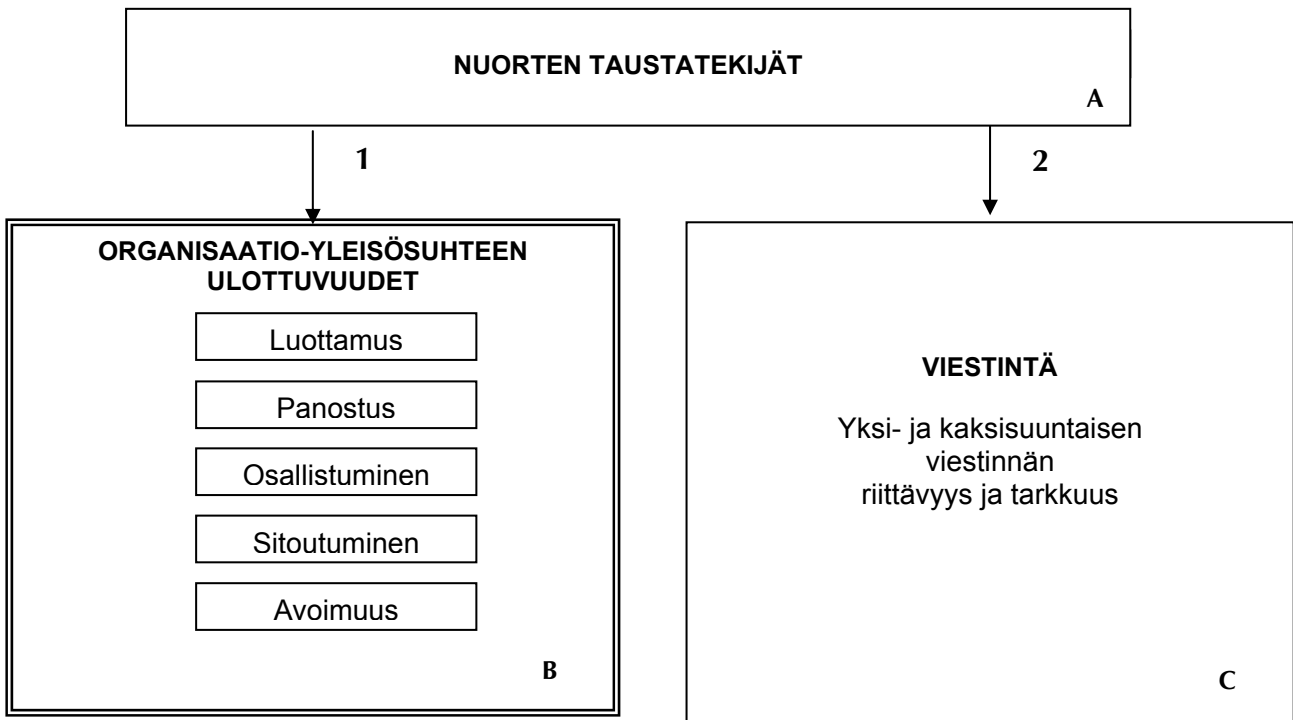 NUORTEN TAUSTATEKIJÄT
A
1
2
ORGANISAATIO-YLEISÖSUHTEEN
ULOTTUVUUDET
Luottamus
Panostus
Osallistuminen
Sitoutuminen
Avoimuus
B
VIESTINTÄ
Yksi- ja kaksisuuntaisen
viestinnän
riittävyys ja tarkkuus
C